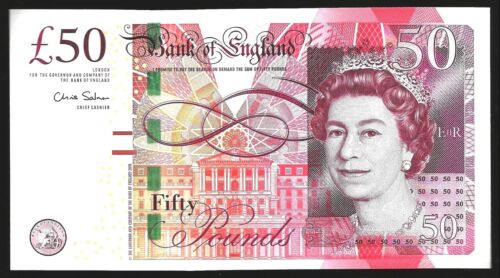 £50
LONDON
FOR THE GOVERNOR AND COMPANY OF
THE BANK OF ENGLAND
Chris Salmon
CHIEF CASHIER
Bank of England
I PROMISE TO PAY THE BEARER ON DEMAND THE SUM OF FIFTY POUNDS
50
E R
50 50 50 50 50
50 50 50
50 50
50 50
50
Fifty
Pounds
50